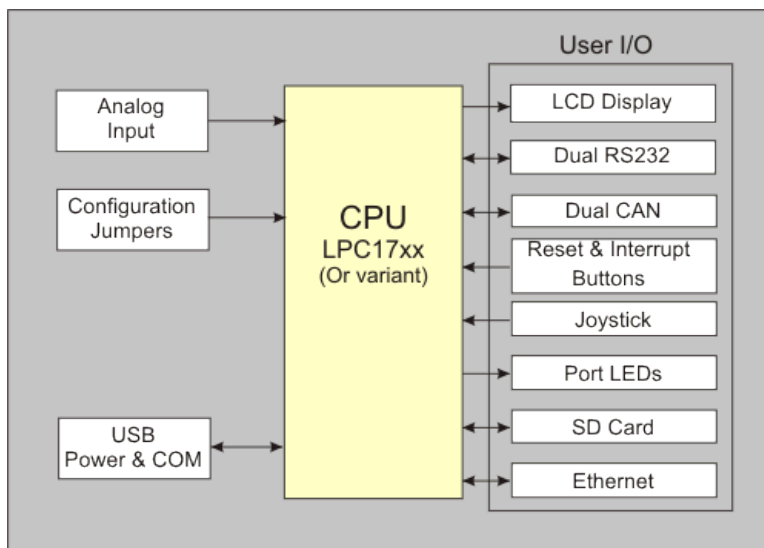 User I/O
Analog
Input
Configuration
Jumpers
USB
Power & COM
CPU
LPC17xx
(Or variant)
LCD Display
Dual RS232
Dual CAN
Reset & Interrupt
Buttons
Joystick
Port LEDs
SD Card
Ethernet